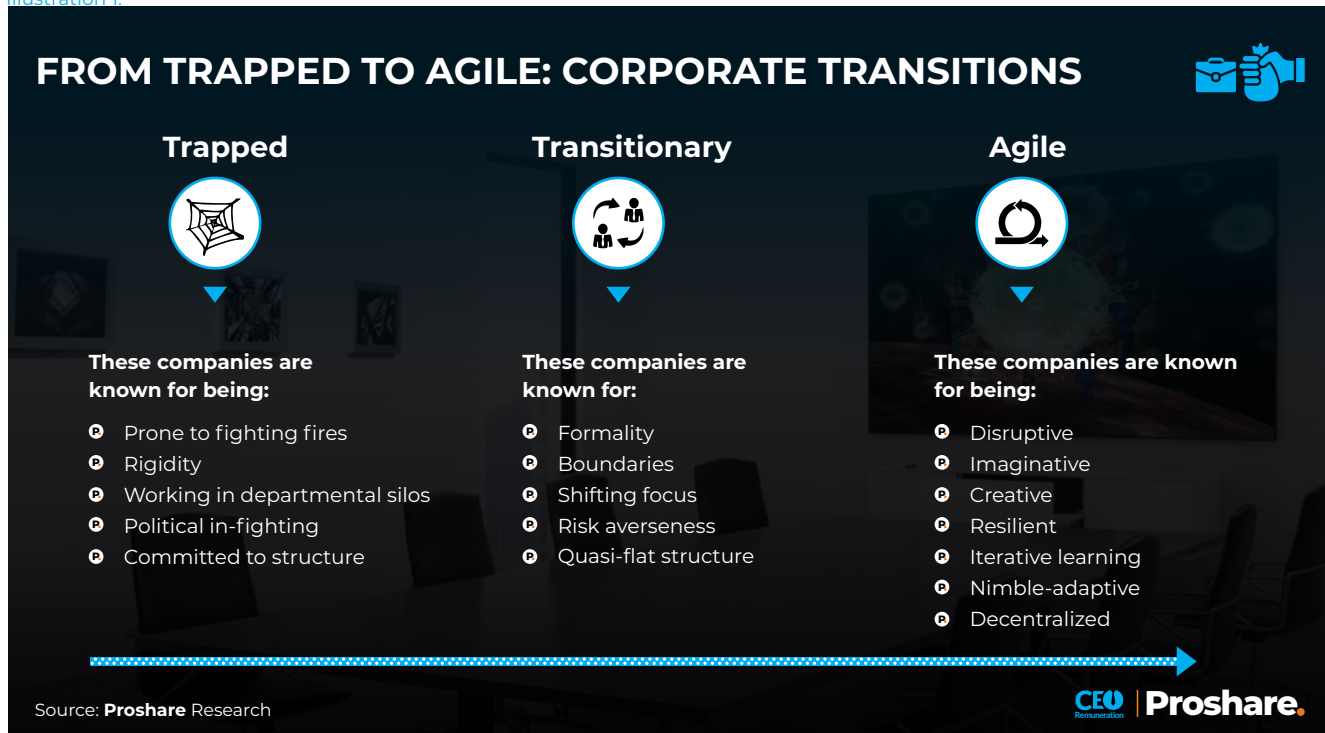 Illustration 1:
FROM TRAPPED TO AGILE: CORPORATE TRANSITIONS
Trapped
These companies are
known for being:
Prone to fighting fires
Rigidity
Working in departmental silos
Political in-fighting
Committed to structure
Transitionary
These companies are
known for:
Formality
Boundaries
Shifting focus
Risk averseness
Quasi-flat structure
Agile
These companies are known
for being:
Disruptive
Imaginative
Creative
Resilient
Iterative learning
Nimble-adaptive
Decentralized
Source: Proshare Research
CEO
Remuneration
Proshare.